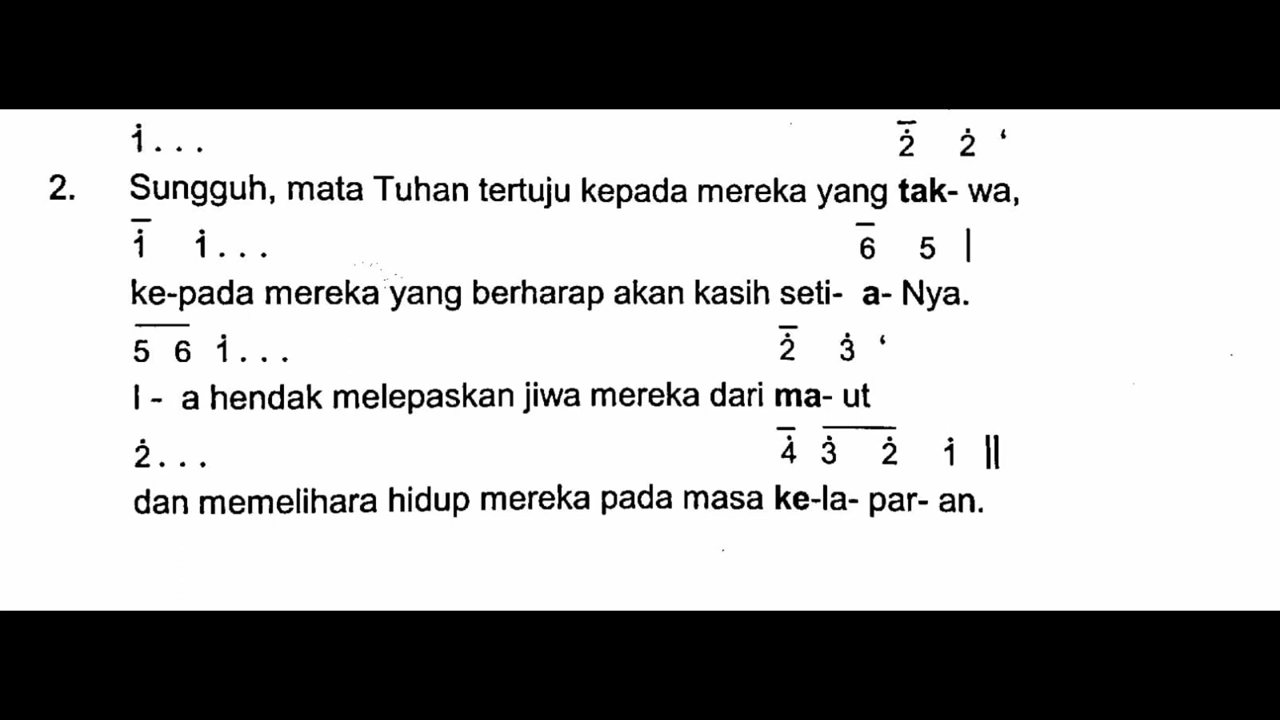 i̇... 2̅̇ 2̇ ‘
2. Sungguh, mata Tuhan tertuju kepada mereka yang tak- wa,
1̅̇ 1̇... 6̅ 5 |
ke-pada mereka yang berharap akan kasih seti- a- Nya.
5̅ 6̅ 1̇... 2̅̇ 3̇ ‘
I - a hendak melepaskan jiwa mereka dari ma- ut
2̇... 4̅̇ 3̅̇ 2̅̇ 1̇ ||
dan memelihara hidup mereka pada masa ke-la- par- an.